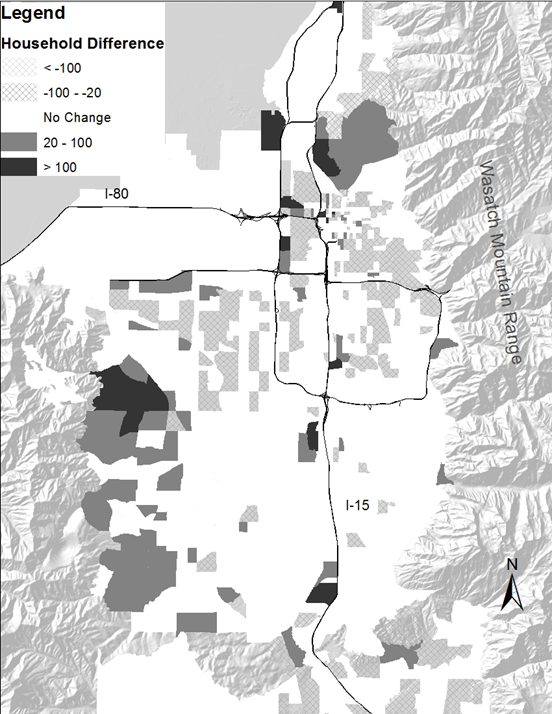 Legend
Household Difference
< -100
-100 - -20
No Change
20 - 100
> 100
I-80
Wasatch Mountain Range
I-15
N